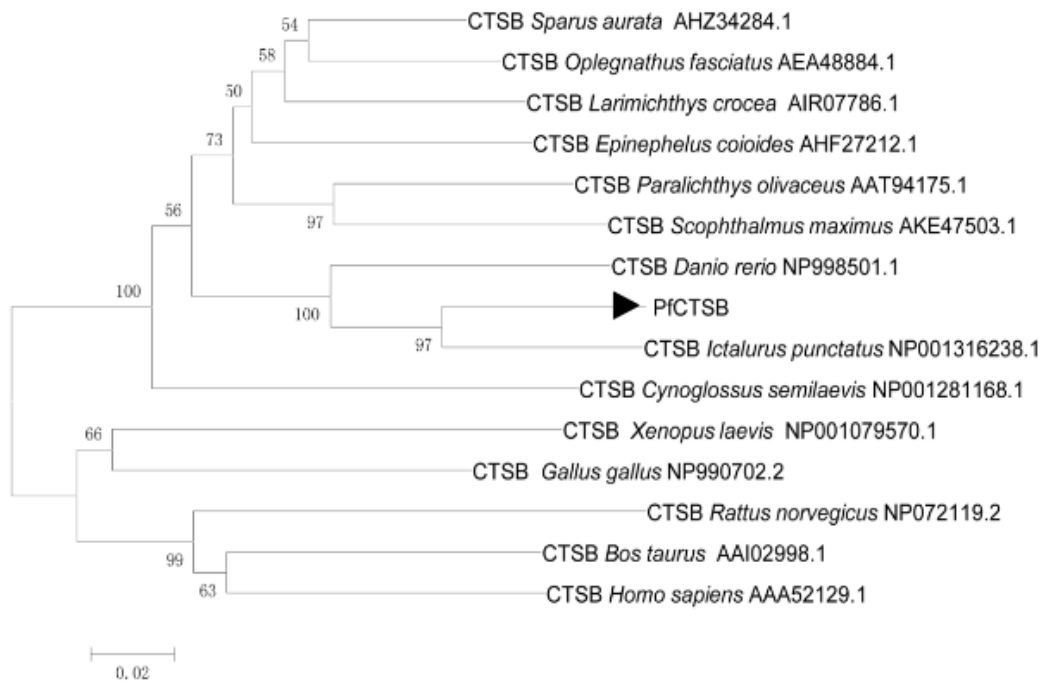 54
CTSB Sparus aurata AHZ34284.1
58
CTSB Oplegnathus fasciatus AEA48884.1
50
CTSB Larimichthys crocea AIR07786.1
73
CTSB Epinephelus coioides AHF27212.1
CTSB Paralichthys olivaceus AAT94175.1
56
97
CTSB Scophthalmus maximus AKE47503.1
CTSB Danio rerio NP998501.1
100
100
PfCTSB
97
CTSB Ictalurus punctatus NP001316238.1
CTSB Cynoglossus semilaevis NP001281168.1
66
CTSB Xenopus laevis NP001079570.1
CTSB Gallus gallus NP990702.2
CTSB Rattus norvegicus NP072119.2
99
CTSB Bos taurus AAI02998.1
63
CTSB Homo sapiens AAA52129.1
0.02